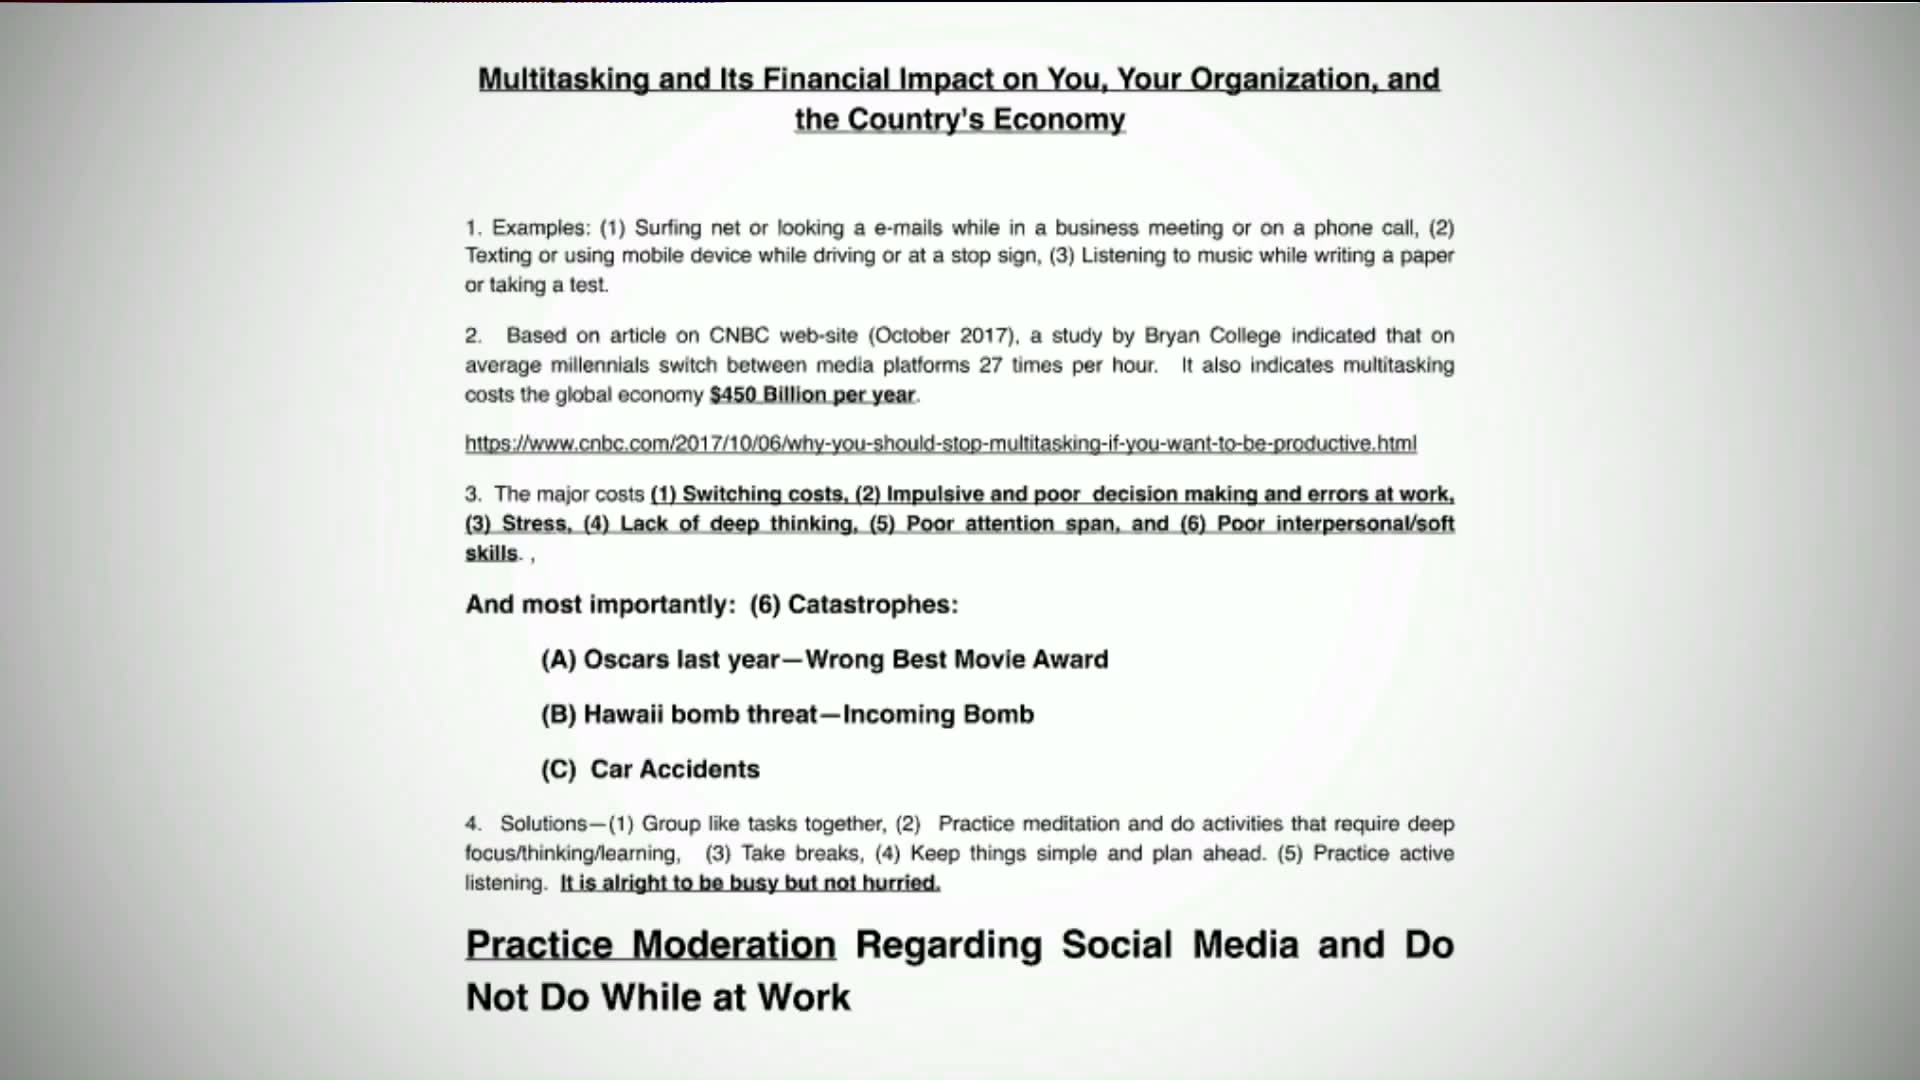 Multitasking and Its Financial Impact on You, Your Organization, and
the Country's Economy
1. Examples: (1) Surfing net or looking a e-mails while in a business meeting or on a phone call, (2)
Texting or using mobile device while driving or at a stop sign, (3) Listening to music while writing a paper
or taking a test.
2. Based on article on CNBC web-site (October 2017), a study by Bryan College indicated that on
average millennials switch between media platforms 27 times per hour. It also indicates multitasking
costs the global economy $450 Billion per year.
https://www.cnbc.com/2017/10/06/why-you-should-stop-multitasking-if-you-want-to-be-productive.html
3. The major costs (1) Switching costs, (2) Impulsive and poor decision making and errors at work,
(3) Stress, (4) Lack of deep thinking, (5) Poor attention span, and (6) Poor interpersonal/soft
skills. ,
And most importantly: (6) Catastrophes:
(A) Oscars last year—Wrong Best Movie Award
(B) Hawaii bomb threat—Incoming Bomb
(C) Car Accidents
4. Solutions—(1) Group like tasks together, (2) Practice meditation and do activities that require deep
focus/thinking/learning, (3) Take breaks, (4) Keep things simple and plan ahead. (5) Practice active
listening. It is alright to be busy but not hurried.
Practice Moderation Regarding Social Media and Do
Not Do While at Work